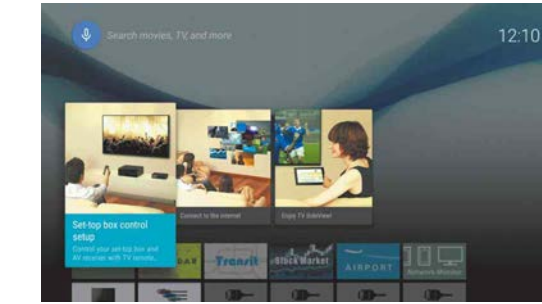 Search movies, TV, and more
12:10
Set-top box control
setup
Control your set-top box and
AV receiver with TV remote.
Connect to the internet
Enjoy TV SideView!
Transit
Stock Market
AIRPORT
Network Monitor